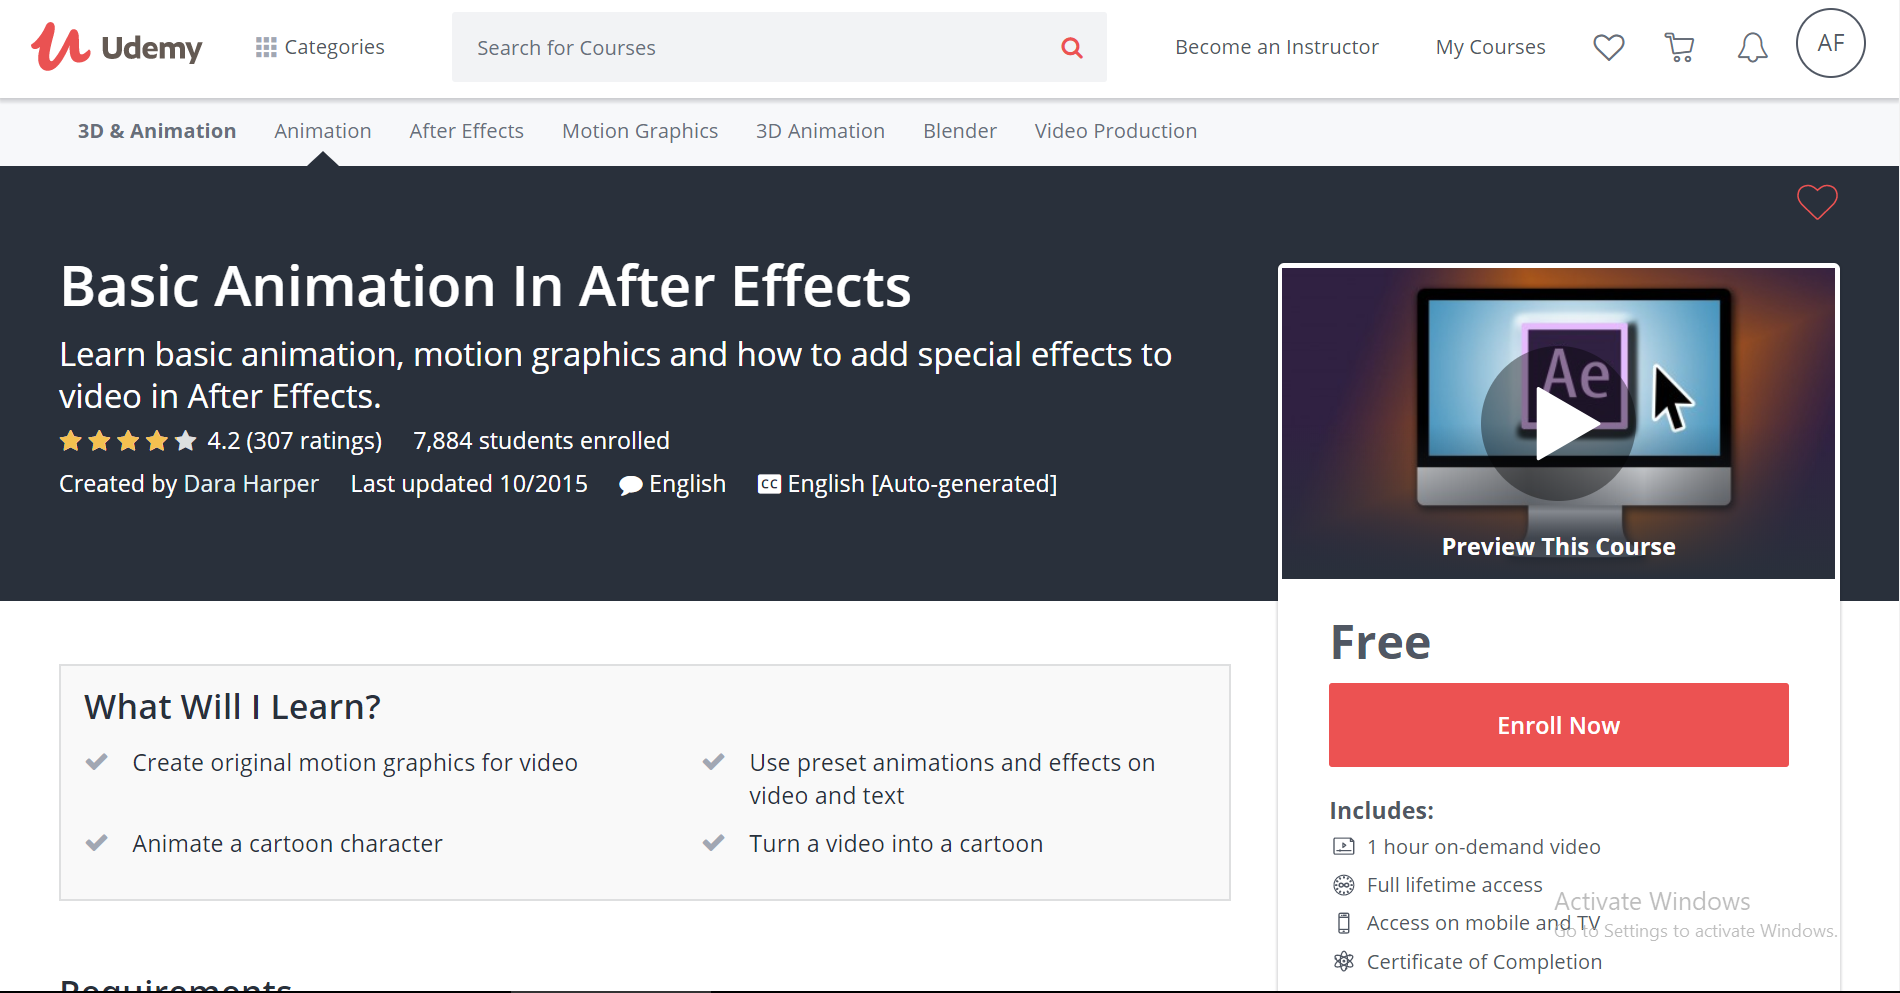 Udemy
Categories
Search for Courses
Become an Instructor
My Courses
AF
3D & Animation
Animation
After Effects
Motion Graphics
3D Animation
Blender
Video Production
Basic Animation In After Effects
Learn basic animation, motion graphics and how to add special effects to
video in After Effects.
4.2 (307 ratings)
7,884 students enrolled
Created by Dara Harper
Last updated 10/2015
English
CC English [Auto-generated]
Ae
Preview This Course
Free
Enroll Now
Includes:
1 hour on-demand video
Full lifetime access
Access on mobile and TV
Certificate of Completion
Activate Windows
Go to Settings to activate Windows.
What Will I Learn?
Create original motion graphics for video
Use preset animations and effects on
video and text
Animate a cartoon character
Turn a video into a cartoon
Requirements